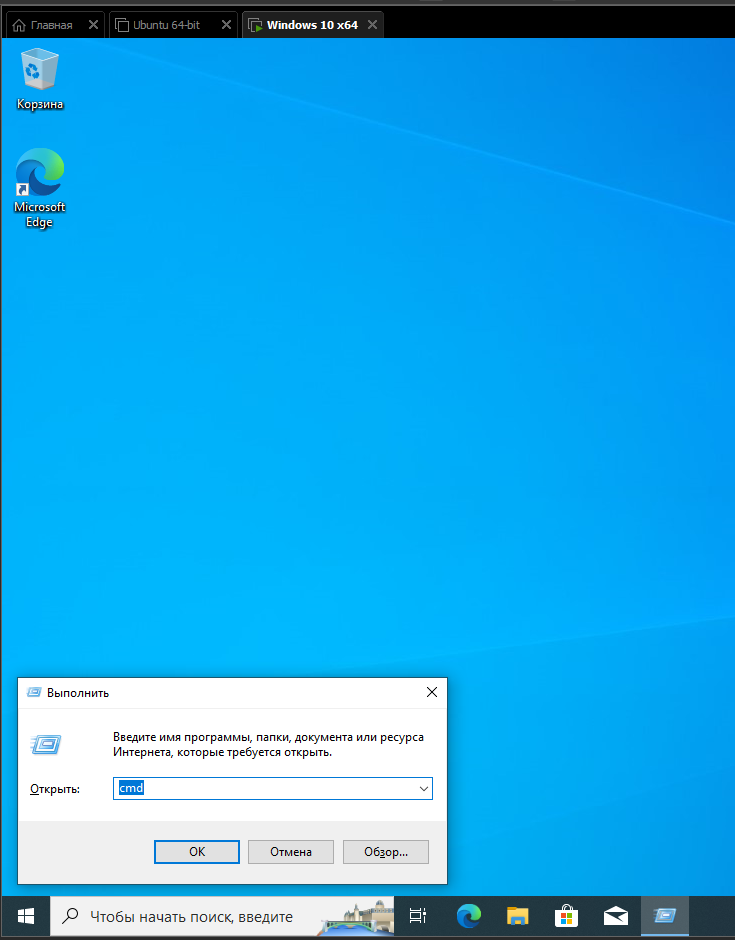 Главная
Ubuntu 64-bit
Windows 10 x64
Корзина
Microsoft
Edge
Выполнить
Введите имя программы, папки, документа или ресурса
Интернета, которые требуется открыть.
Открыть:
cmd
ОК
Отмена
Обзор...
Чтобы начать поиск, введите